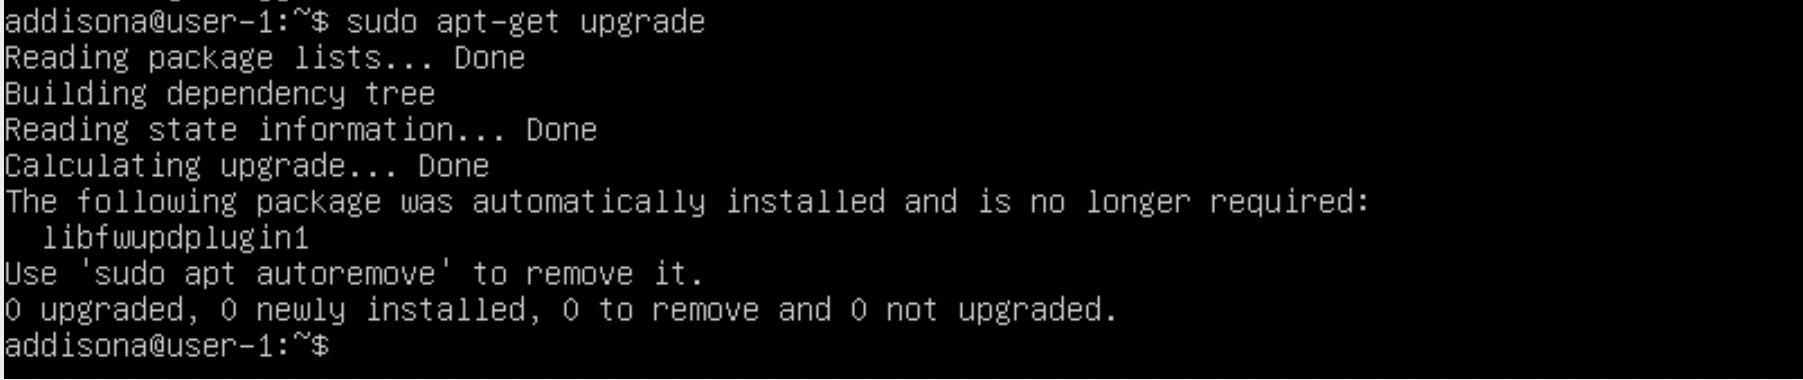 addisona@user-1:~$ sudo apt-get upgrade
Reading package lists... Done
Building dependency tree
Reading state information... Done
Calculating upgrade... Done
The following package was automatically installed and is no longer required:
  libfwupdplugin1
Use 'sudo apt autoremove' to remove it.
0 upgraded, 0 newly installed, 0 to remove and 0 not upgraded.
addisona@user-1:~$